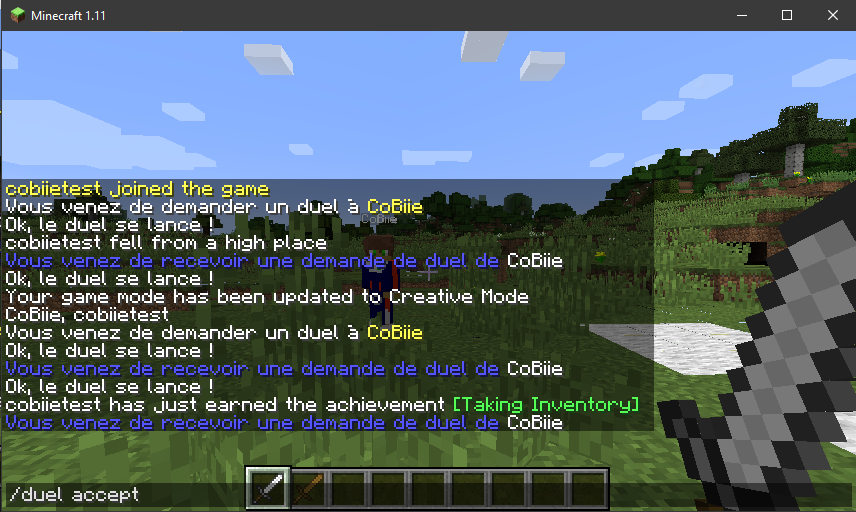 Minecraft 1.11
cobiietest joined the game
Vous venez de demander un duel à CoBiie
CoBiie
Ok, le duel se lance !
cobiietest fell from a high place
Vous venez de recevoir une demande de duel de CoBiie
Ok, le duel se lance !
Your game mode has been updated to Creative Mode
CoBiie, cobiietest
Vous venez de demander un duel à CoBiie
Ok, le duel se lance !
Vous venez de recevoir une demande de duel de CoBiie
Ok, le duel se lance !
cobiietest has just earned the achievement [Taking Inventory]
Vous venez de recevoir une demande de duel de CoBiie
/duel accept